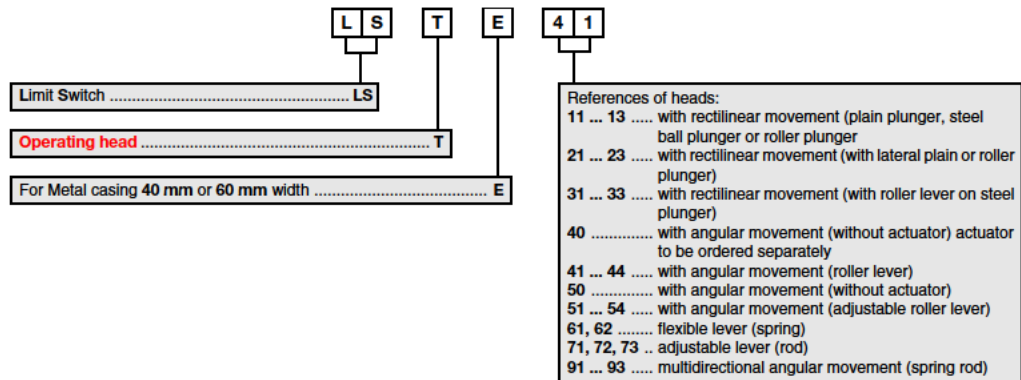 L S T E 4 1
Limit Switch ...................................................... LS
Operating head ................................................................. T
For Metal casing 40 mm or 60 mm width ....................................... E
References of heads:
11 ... 13 ..... with rectilinear movement (plain plunger, steel
ball plunger or roller plunger
21 ... 23 ..... with rectilinear movement (with lateral plain or roller
plunger)
31 ... 33 ..... with rectilinear movement (with roller lever on steel
plunger)
40 .............. with angular movement (without actuator) actuator
to be ordered separately
41 ... 44 ..... with angular movement (roller lever)
50 .............. with angular movement (without actuator)
51 ... 54 ..... with angular movement (adjustable roller lever)
61, 62 ........ flexible lever (spring)
71, 72, 73 .. adjustable lever (rod)
91 ... 93 ..... multidirectional angular movement (spring rod)